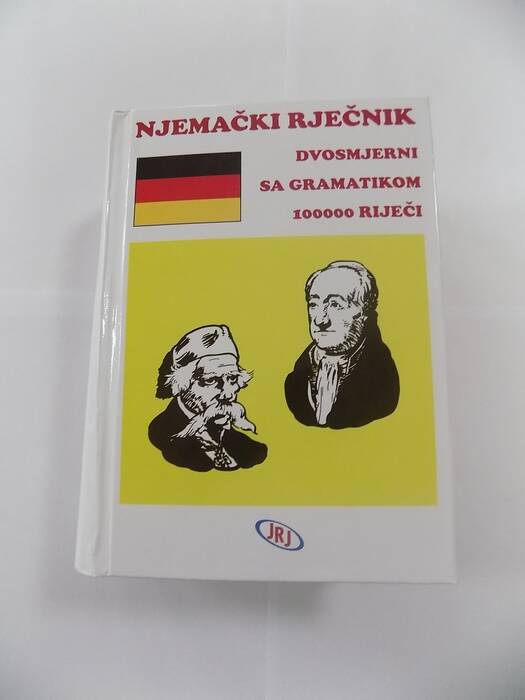 NJEMAČKI RJEČNIK
DVOSMJERNI
SA GRAMATIKOM
100000 RIJEČI
JRJ